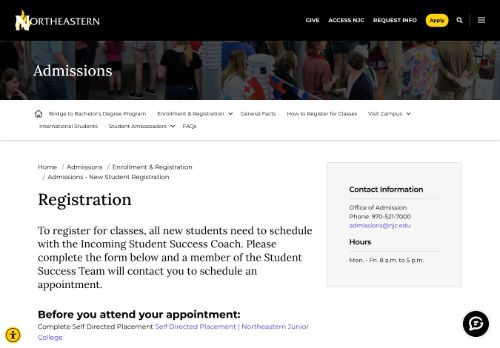 NORTHEASTERN
GIVE ACCESS NJC REQUEST INFO Apply
Admissions
Bridge to Bachelor's Degree Program Enrollment & Registration General Facts How to Register for Classes Visit Campus
International Students Student Ambassadors FAQs
Home / Admissions / Enrollment & Registration
/ Admissions - New Student Registration
Registration
To register for classes, all new students need to schedule
with the Incoming Student Success Coach. Please
complete the form below and a member of the Student
Success Team will contact you to schedule an
appointment.
Before you attend your appointment:
Complete Self Directed Placement Self Directed Placement | Northeastern Junior
College
Contact Information
Office of Admission
Phone: 970-521-7000
admissions@njc.edu
Hours
Mon. - Fri. 8 a.m. to 5 p.m.